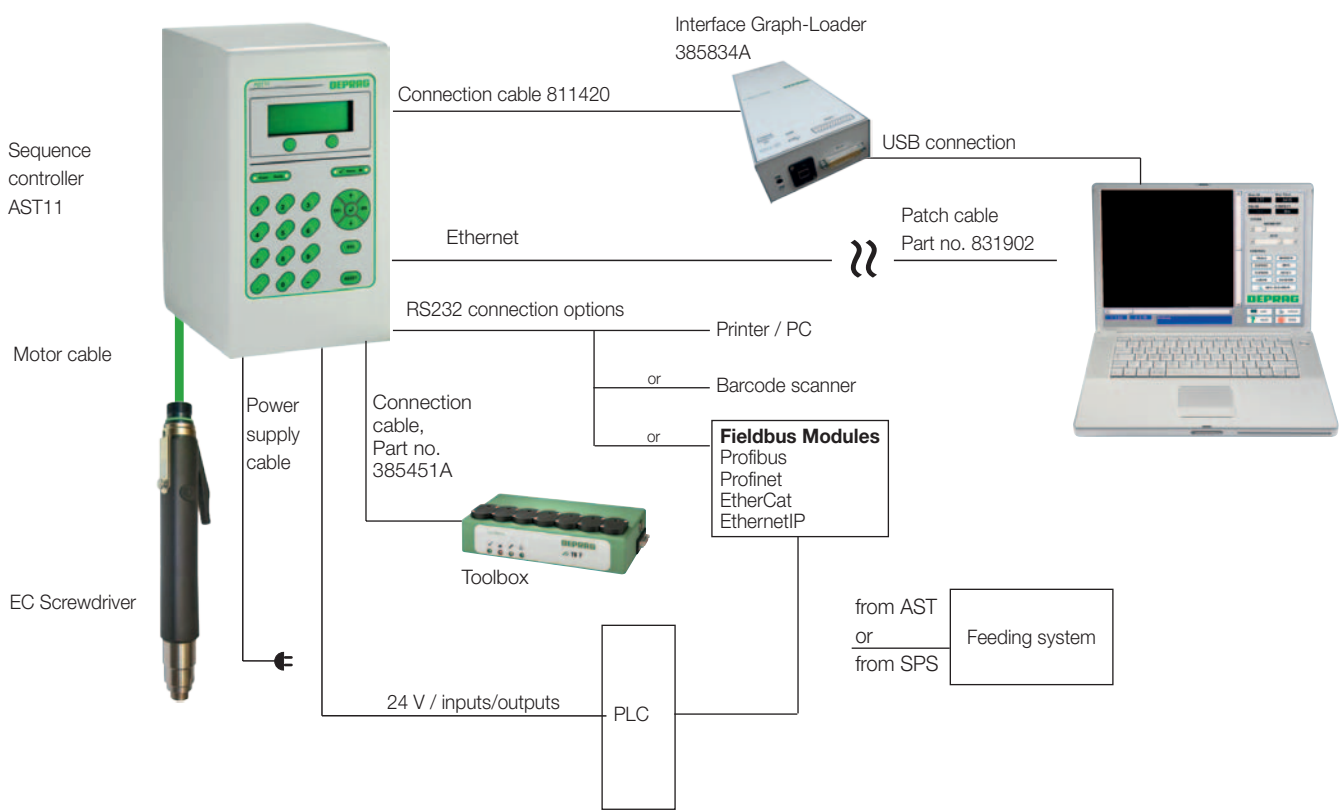 Interface Graph-Loader
385834A
DEPRAG
Connection cable 811420
USB connection
Sequence
controller
AST11
Patch cable
Part no. 831902
Ethernet
RS232 connection options
Printer / PC
or
Barcode scanner
or
Fieldbus Modules
Profibus
Profinet
EtherCat
EthernetIP
DEPRAG
Motor cable
Power
supply
cable
Connection
cable,
Part no.
385451A
DEPRAG
Toolbox
EC Screwdriver
from AST
or
from SPS
Feeding system
24 V / inputs/outputs
PLC